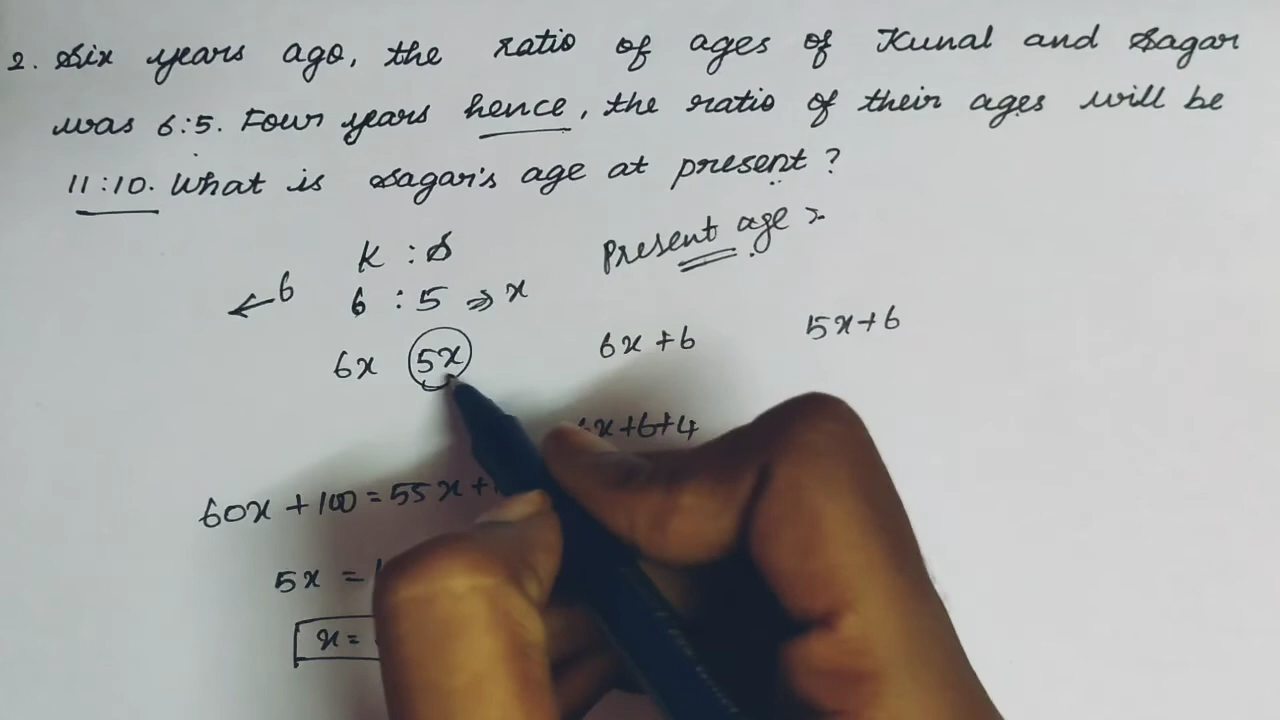 2. Six years ago, the ratio of ages of Kunal and Sagar
was 6:5. Four years hence, the ratio of their ages will be
11:10. What is Sagar's age at present?
K : S
Present age :-
← 6 6 : 5 ⇒ x
6x 5x 6x+6 5x+6
x+6+4
60x + 100 = 55x +
5x =
x =